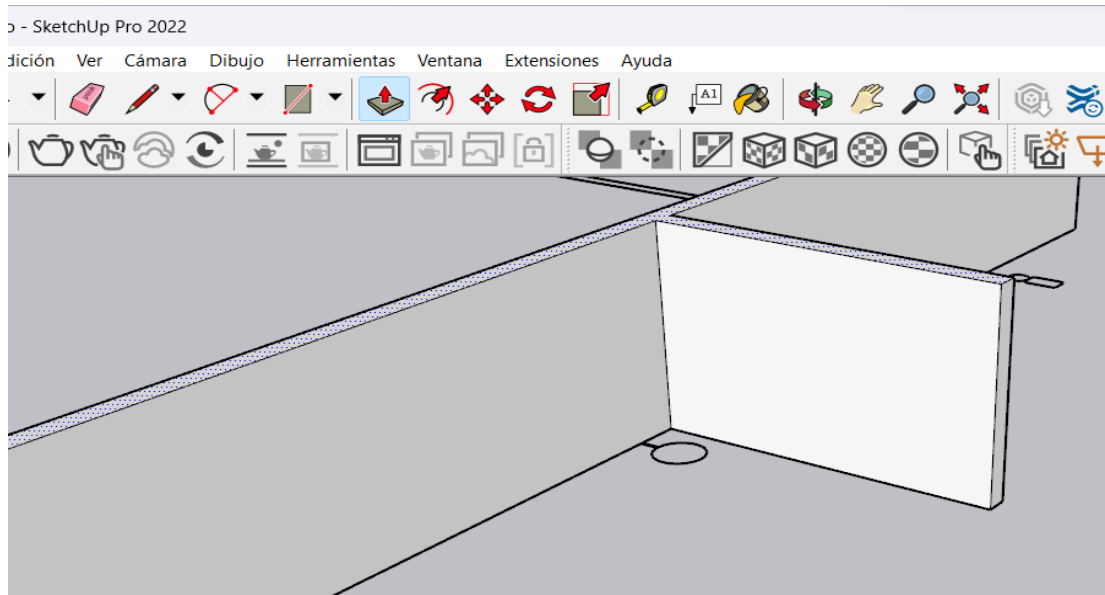 o - SketchUp Pro 2022
dición Ver Cámara Dibujo Herramientas Ventana Extensiones Ayuda
A1